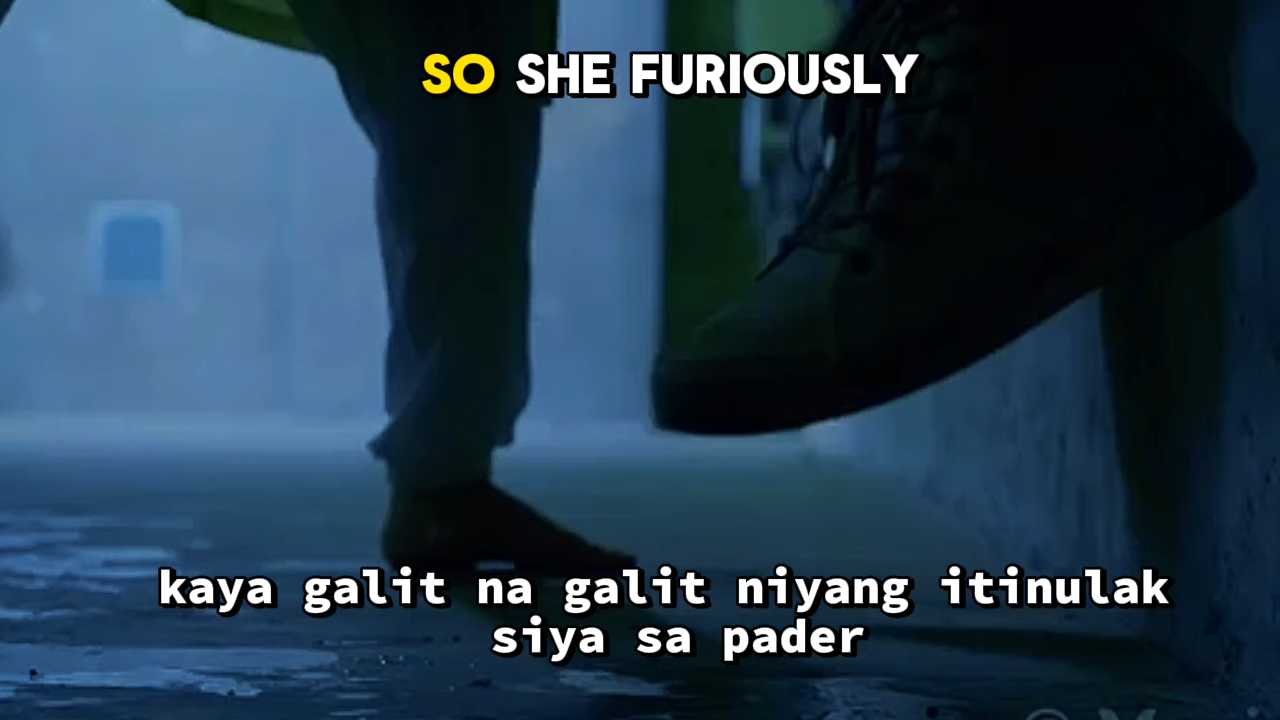 SO SHE FURIOUSLY
kaya galit na galit niyang itinulak
siya sa pader